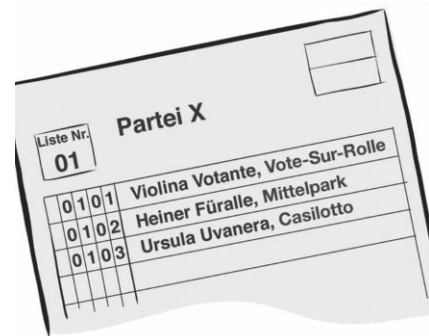 Liste Nr.
01
Partei X
0101 Violina Votante, Vote-Sur-Rolle
0102 Heiner Füralle, Mittelpark
0103 Ursula Uvanera, Casilotto